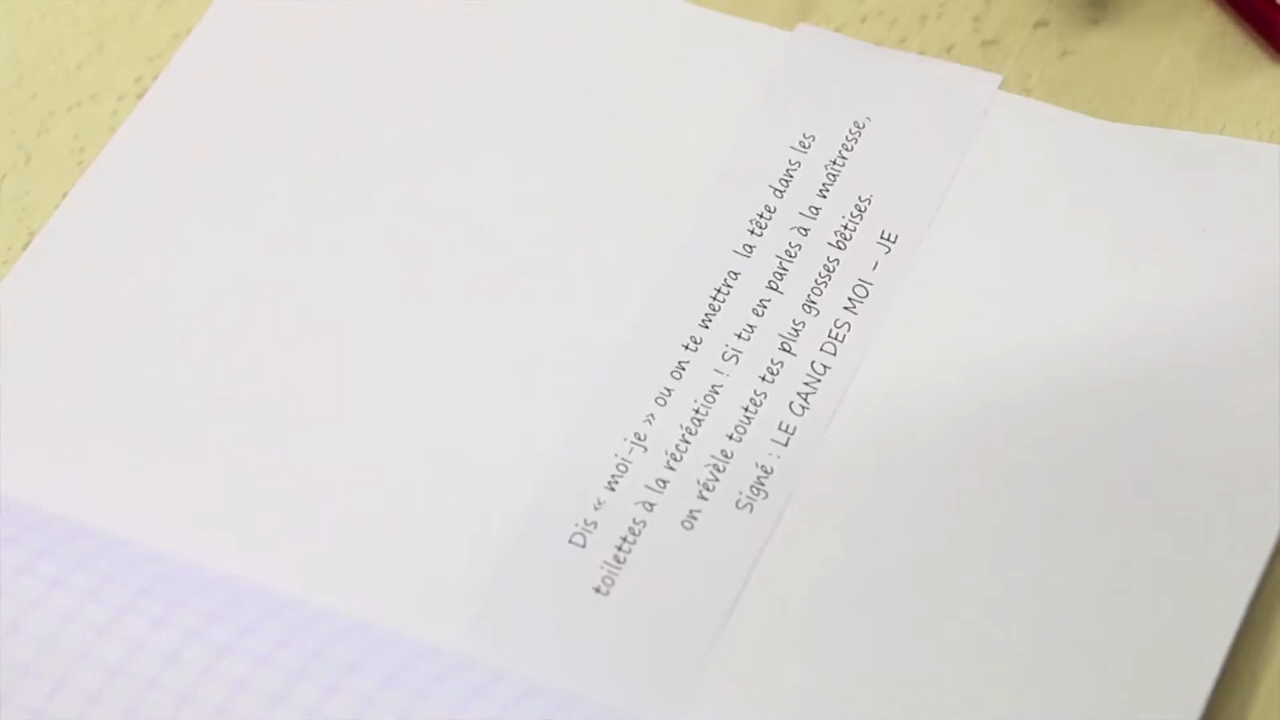 Dis « moi-je » ou on te mettra la tête dans les
toilettes à la récréation ! Si tu en parles à la maîtresse,
on révèle toutes tes plus grosses bêtises.
Signé : LE GANG DES MOI – JE